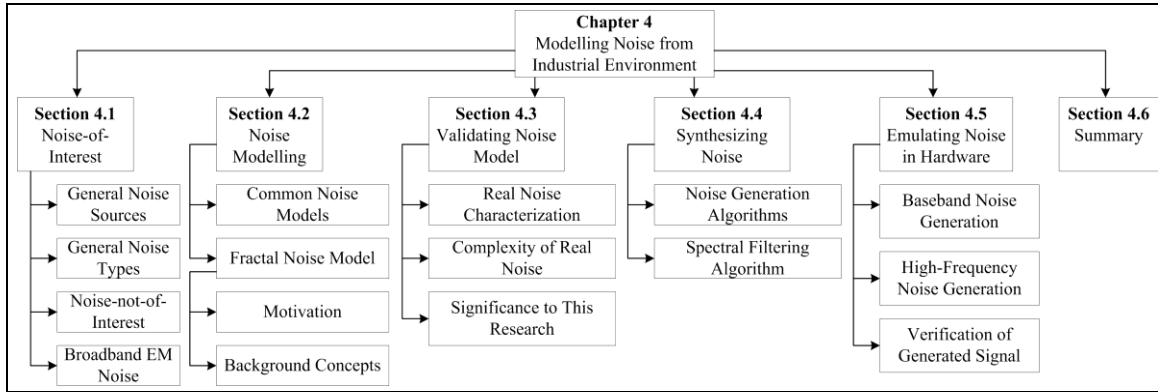 Chapter 4
Modelling Noise from
Industrial Environment
Section 4.1
Noise-of-
Interest
General Noise
Sources
General Noise
Types
Noise-not-of-
Interest
Broadband EM
Noise
Section 4.2
Noise
Modelling
Common Noise
Models
Fractal Noise Model
Motivation
Background Concepts
Section 4.3
Validating Noise
Model
Real Noise
Characterization
Complexity of Real
Noise
Significance to This
Research
Section 4.4
Synthesizing
Noise
Noise Generation
Algorithms
Spectral Filtering
Algorithm
Section 4.5
Emulating Noise
in Hardware
Baseband Noise
Generation
High-Frequency
Noise Generation
Verification of
Generated Signal
Section 4.6
Summary